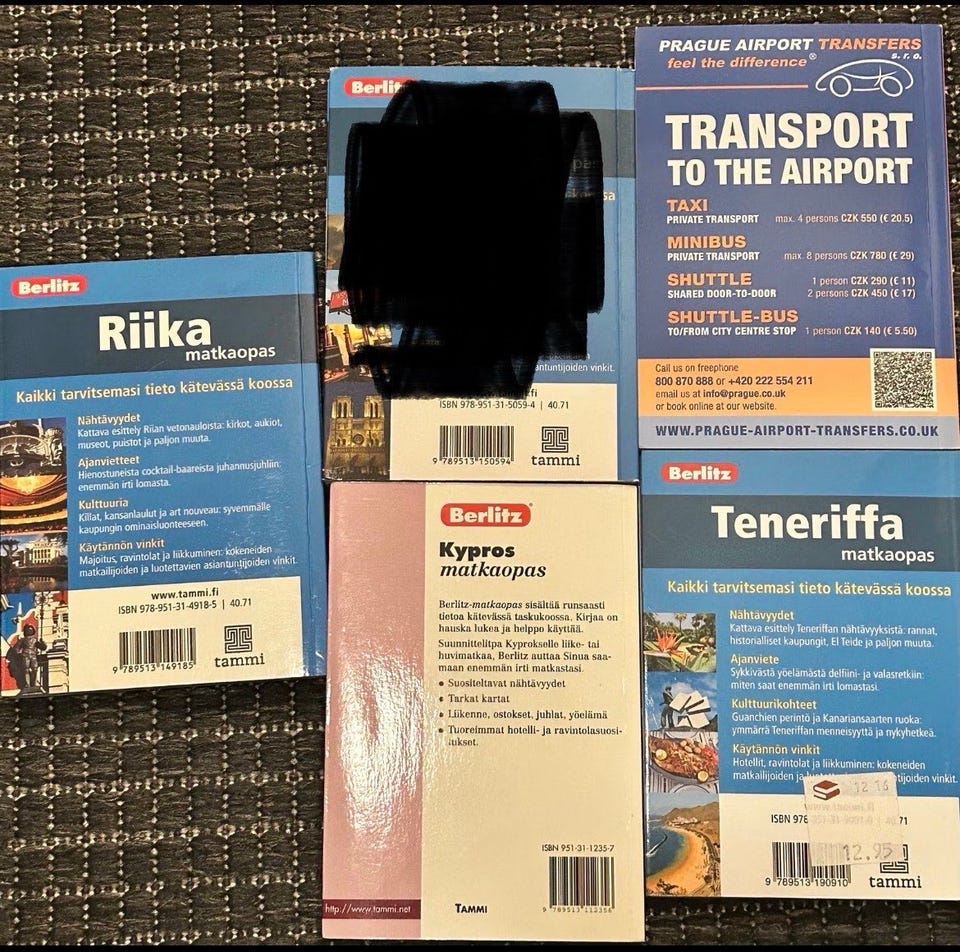 Berlitz
Riika
matkaopas
Kaikki tarvitsemasi tieto kätevässä koossa
Nähtävyydet
Kattava esittely Riian vetonauloista: kirkot, aukiot,
museot, puistot ja paljon muuta.
Ajanvietteet
Hienostuneista cocktail-baareista juhannusjuhliin:
enemmän irti lomasta.
Kulttuuria
Killat, kansanlaulut ja art nouveau: syvemmälle
kaupungin ominaisluonteeseen.
Käytännön vinkit
Majoitus, ravintolat ja liikkuminen: kokeneiden
matkailijoiden ja luotettavien asiantuntijoiden vinkit.
www.tammi.fi
ISBN 978-951-31-4918-5 | 40.71
9 789513 149185
tammi
Berlitz
vinkit.
ISBN 978-951-31-5059-4 | 40.71
9 789513 150594
tammi
PRAGUE AIRPORT TRANSFERS
s. r. o.
feel the difference®
TRANSPORT
TO THE AIRPORT
TAXI
PRIVATE TRANSPORT max. 4 persons CZK 550 (€ 20.5)
MINIBUS
PRIVATE TRANSPORT max. 8 persons CZK 780 (€ 29)
SHUTTLE 1 person CZK 290 (€ 11)
SHARED DOOR-TO-DOOR 2 persons CZK 450 (€ 17)
SHUTTLE-BUS
TO/FROM CITY CENTRE STOP 1 person CZK 140 (€ 5.50)
Call us on freephone
800 870 888 or +420 222 554 211
email us at info@prague.co.uk
or book online at our website.
WWW.PRAGUE-AIRPORT-TRANSFERS.CO.UK
Berlitz
Kypros
matkaopas
Berlitz-matkaopas sisältää runsaasti
tietoa kätevässä taskukoossa. Kirjaa on
hauska lukea ja helppo käyttää.
Suunnittelitpa Kyprokselle liike- tai
huvimatkaa, Berlitz auttaa Sinua saa-
maan enemmän irti matkastasi.
• Suositeltavat nähtävyydet
• Tarkat kartat
• Liikenne, ostokset, juhlat, yöelämä
• Tuoreimmat hotelli- ja ravintolasuosi-
tukset.
ISBN 951-31-1235-7
9 789513 112356
http://www.tammi.net
TAMMI
Berlitz
Teneriffa
matkaopas
Kaikki tarvitsemasi tieto kätevässä koossa
Nähtävyydet
Kattava esittely Teneriffan nähtävyyksistä: rannat,
historialliset kaupungit, El Teide ja paljon muuta.
Ajanviete
Sykkivästä yöelämästä delfiini- ja valasretkiin:
miten saat enemmän irti lomastasi.
Kulttuurikohteet
Guanchien perintö ja Kanariansaarten ruoka:
ymmärrä Teneriffan menneisyyttä ja nykyhetkeä.
Käytännön vinkit
Hotellit, ravintolat ja liikkuminen: kokeneiden
matkailijoiden ja vinkit.
12 16
www.tammi.fi
ISBN 978 71
12.95
9 789513 190910
tammi